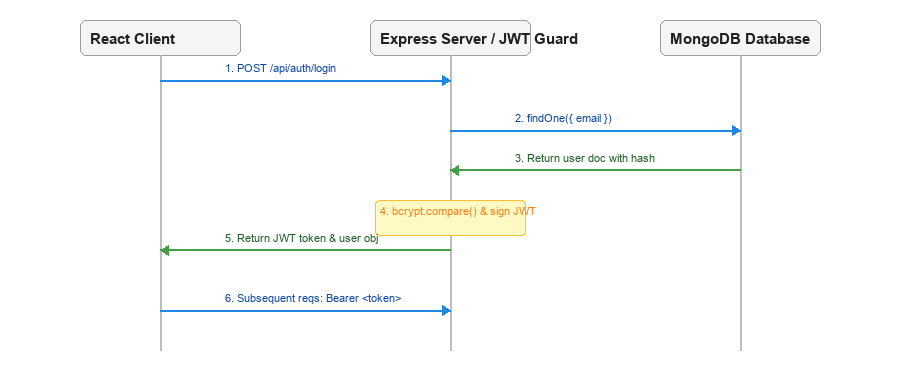 React Client
Express Server / JWT Guard
MongoDB Database
1. POST /api/auth/login
2. findOne({ email })
3. Return user doc with hash
4. bcrypt.compare() & sign JWT
5. Return JWT token & user obj
6. Subsequent reqs: Bearer <token>